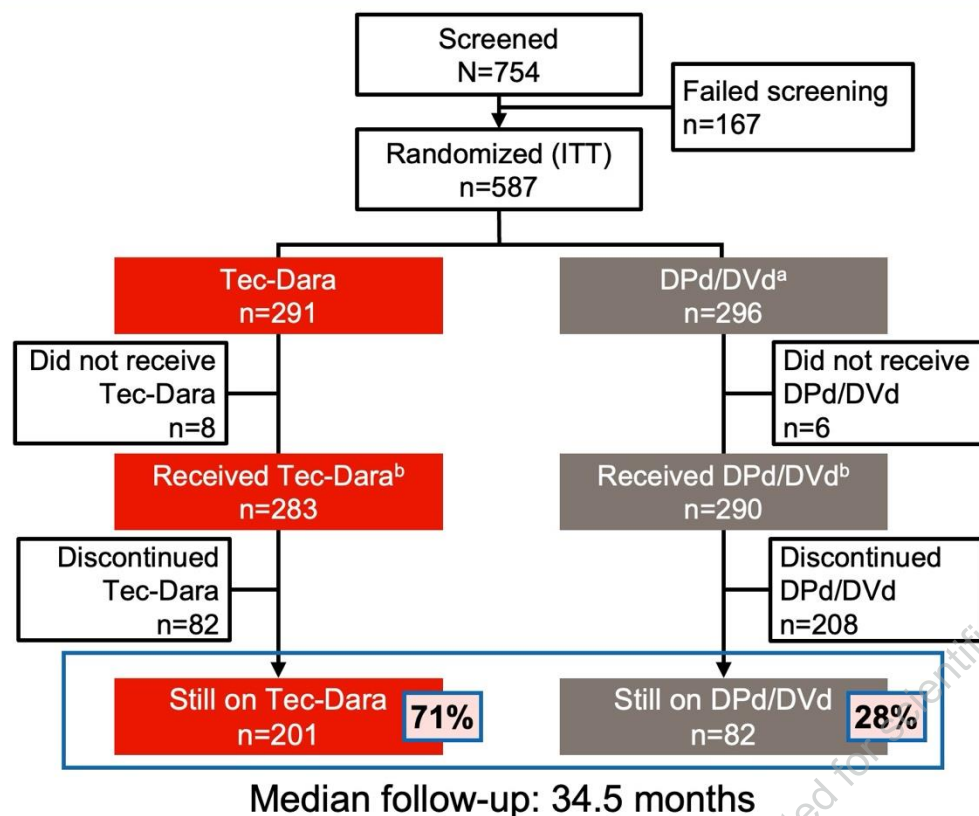 Screened
N=754
Failed screening
n=167
Randomized (ITT)
n=587
Tec-Dara
n=291
DPd/DVdᵃ
n=296
Did not receive
Tec-Dara
n=8
Did not receive
DPd/DVd
n=6
Received Tec-Daraᵇ
n=283
Received DPd/DVdᵇ
n=290
Discontinued
Tec-Dara
n=82
Discontinued
DPd/DVd
n=208
Still on Tec-Dara
n=201
71%
Still on DPd/DVd
n=82
28%
Median follow-up: 34.5 months
for